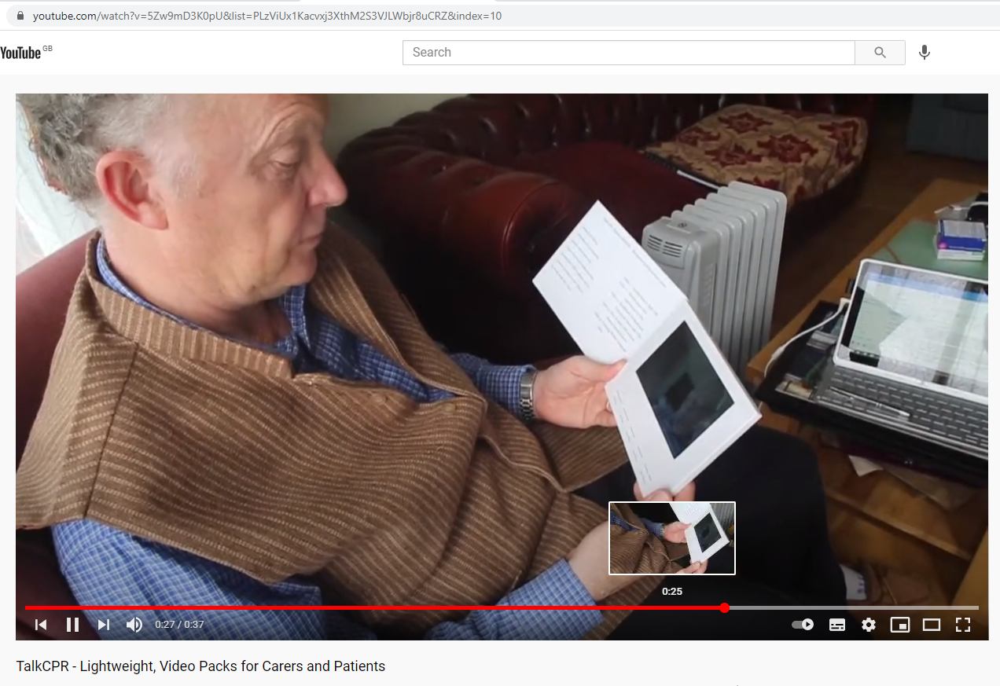 youtube.com/watch?v=5Zw9mD3K0pU&list=PLzViUx1Kacvxj3XthM2S3VJLWbjr8uCRZ&index=10
YouTube GB
Search
0:25
0:27 / 0:37
TalkCPR - Lightweight, Video Packs for Carers and Patients